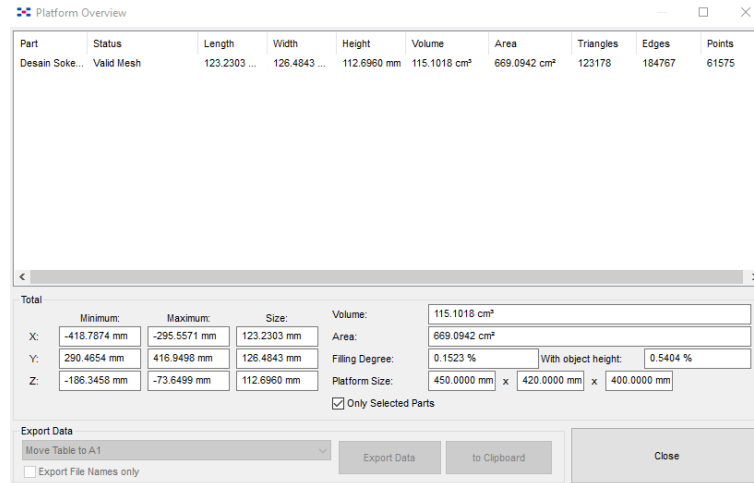 Platform Overview
Part Status Length Width Height Volume Area Triangles Edges Points
Desain Soke... Valid Mesh 123.2303 ... 126.4843 ... 112.6960 mm 115.1018 cm³ 669.0942 cm² 123178 184767 61575
Total
Minimum: Maximum: Size:
X: -418.7874 mm -295.5571 mm 123.2303 mm
Y: 290.4654 mm 416.9498 mm 126.4843 mm
Z: -186.3458 mm -73.6499 mm 112.6960 mm
Volume: 115.1018 cm³
Area: 669.0942 cm²
Filling Degree: 0.1523 % With object height: 0.5404 %
Platform Size: 450.0000 mm x 420.0000 mm x 400.0000 mm
Only Selected Parts
Export Data
Move Table to A1
Export File Names only
Export Data
to Clipboard
Close